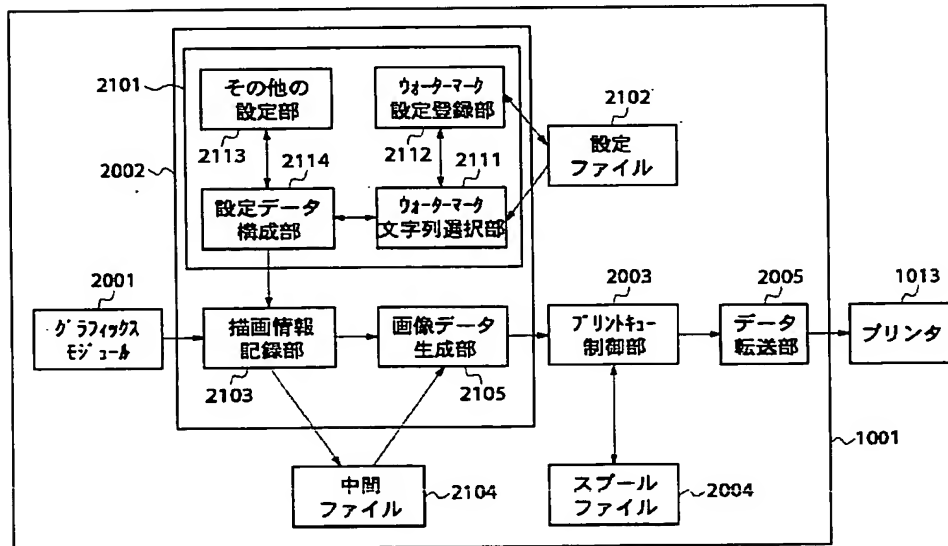 2101
その他の
設定部
2113
ウォーターマーク
設定登録部
2112
2102
設定
ファイル
2002
2114
設定データ
構成部
2111
ウォーターマーク
文字列選択部
2001
グラフィックス
モジュール
描画情報
記録部
2103
画像データ
生成部
2105
2003
プリントキュー
制御部
2005
データ
転送部
1013
プリンタ
1001
中間
ファイル
2104
スプール
ファイル
2004